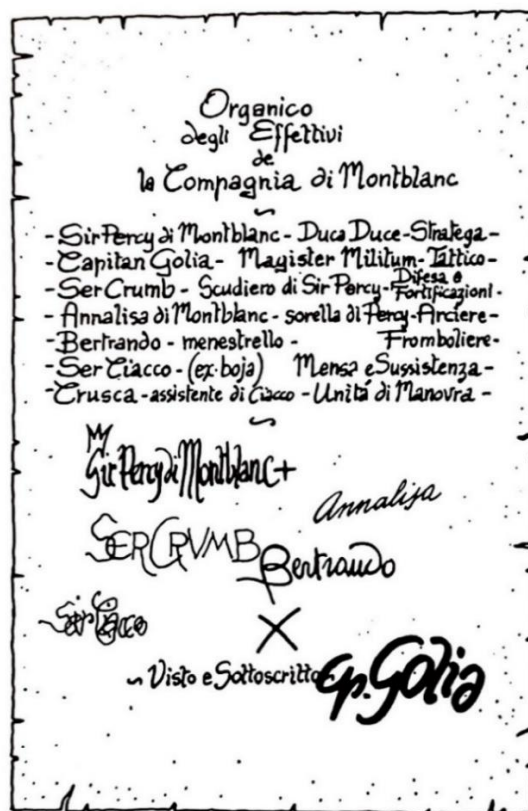 Organico
degli Effettivi
de
la Compagnia di Montblanc
~
- Sir Percy di Montblanc - Duca Duce - Stratega -
- Capitan Golia - Magister Militum - Tattico -
- Ser Crumb - Scudiero di Sir Percy - Difesa e Fortificazioni -
- Annalisa di Montblanc - sorella di Percy - Arciere -
- Bertrando - menestrello - Fromboliere -
- Ser Ciacco - (ex-boja) Mensa e Sussistenza -
- Crusca - assistente di Ciacco - Unitá di Manovra -
~
Sir Percy di Montblanc +
Annalisa
SER CRVMB
Bertrando
Ser Ciacco
X
~ Visto e Sottoscritto Cp. Golia